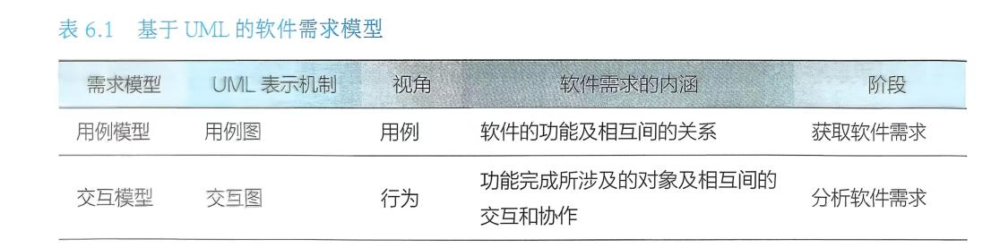 表 6.1 基于 UML 的软件需求模型
需求模型 UML 表示机制 视角 软件需求的内涵 阶段
用例模型 用例图 用例 软件的功能及相互间的关系 获取软件需求
交互模型 交互图 行为 功能完成所涉及的对象及相互间的 分析软件需求
交互和协作